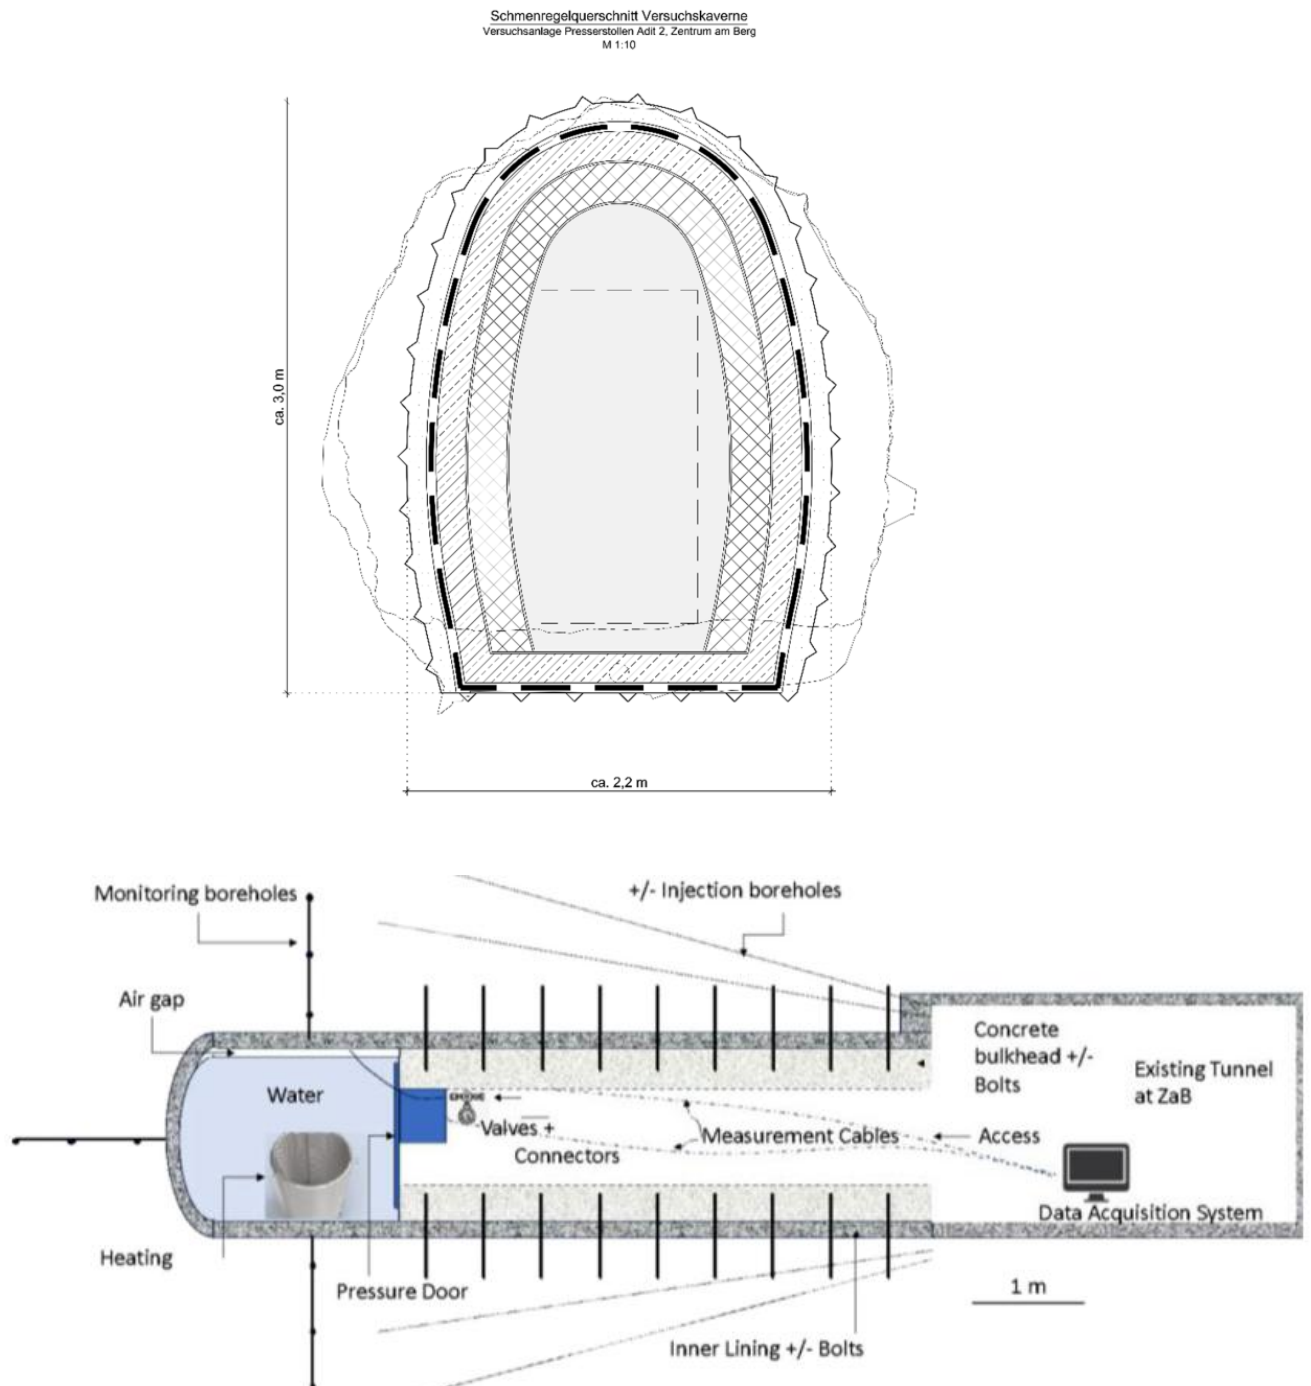 Schmenregelquerschnitt Versuchskaverne
Versuchsanlage Presserstollen Adit 2, Zentrum am Berg
M 1:10
ca. 3,0 m
ca. 2,2 m
Monitoring boreholes
+/- Injection boreholes
Air gap
Concrete
bulkhead +/-
Bolts
Existing Tunnel
at ZaB
Water
Valves +
Connectors
Measurement Cables
Access
Data Acquisition System
Heating
Pressure Door
1 m
Inner Lining +/- Bolts